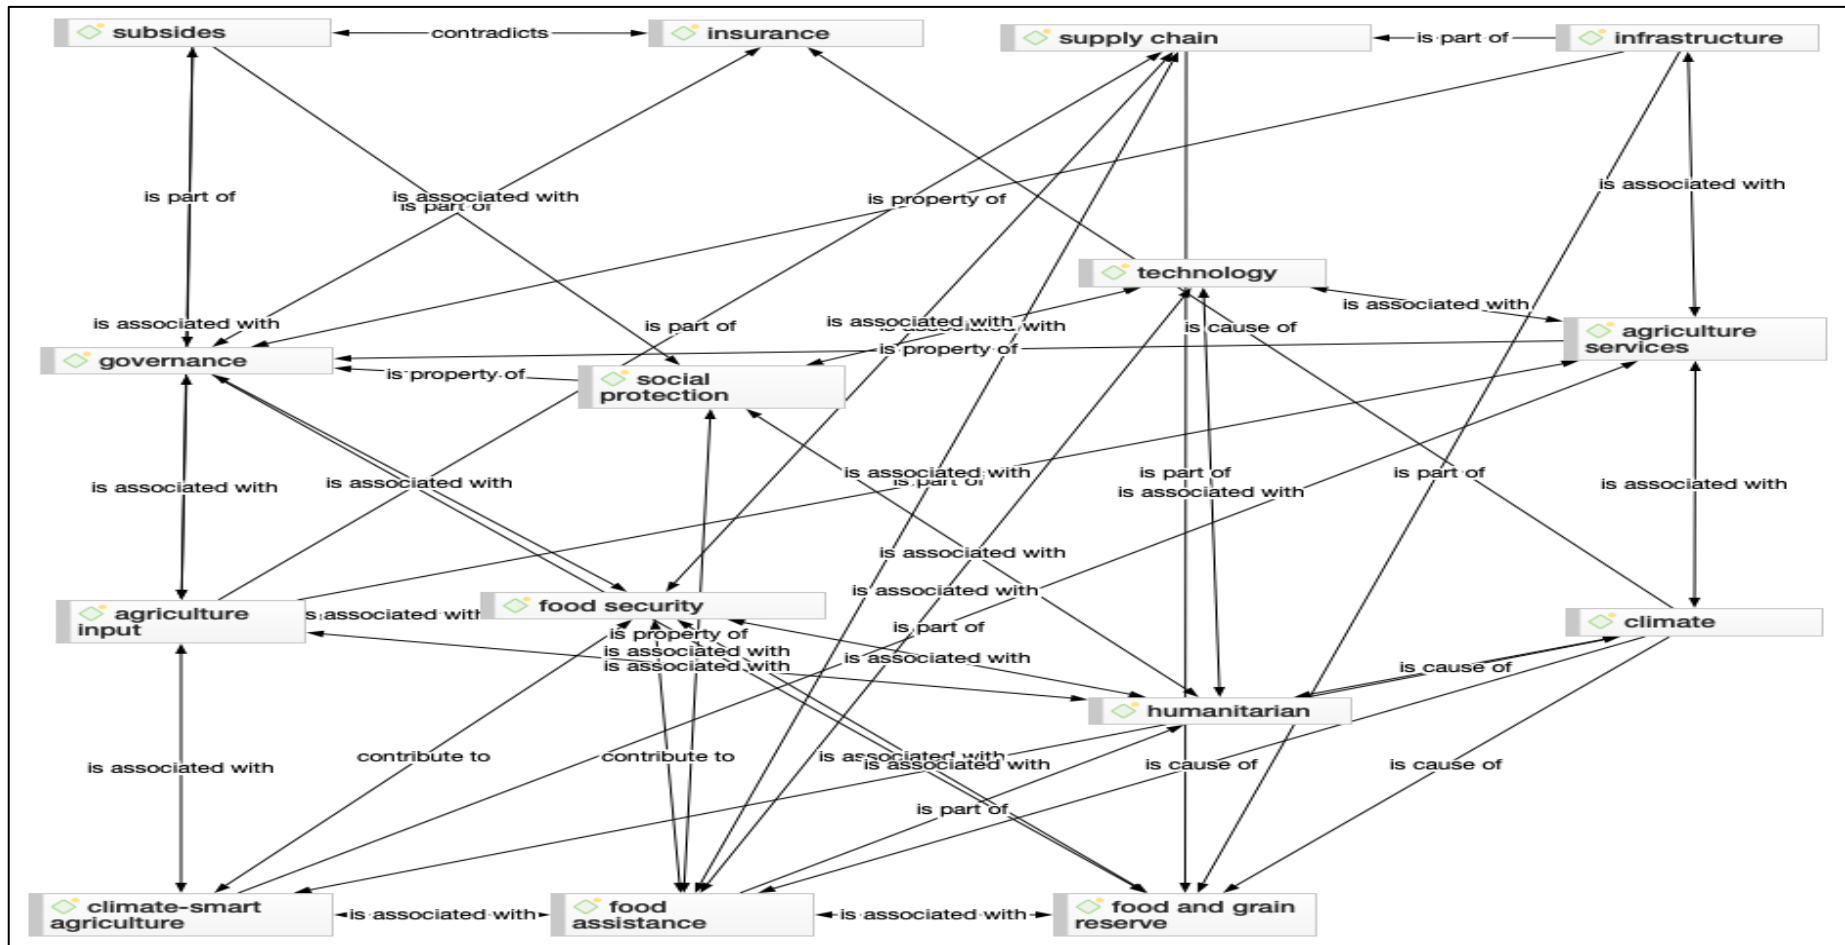 subsides
contradicts
insurance
supply chain
is part of
infrastructure
is part of
is associated with
is part of
is property of
is associated with
technology
is associated with
is associated with
is part of
is associated with
is associated with
is cause of
agriculture
services
governance
is property of
is property of
social
protection
is associated with
is associated with
is associated with
is part of
is part of
is associated with
is part of
is associated with
is associated with
agriculture
input
is associated with
food security
is associated with
is part of
climate
is property of
is associated with
is associated with
is associated with
is cause of
humanitarian
is associated with
contribute to
contribute to
is associated with
is associated with
is cause of
is cause of
is part of
climate-smart
agriculture
is associated with
food
assistance
is associated with
food and grain
reserve